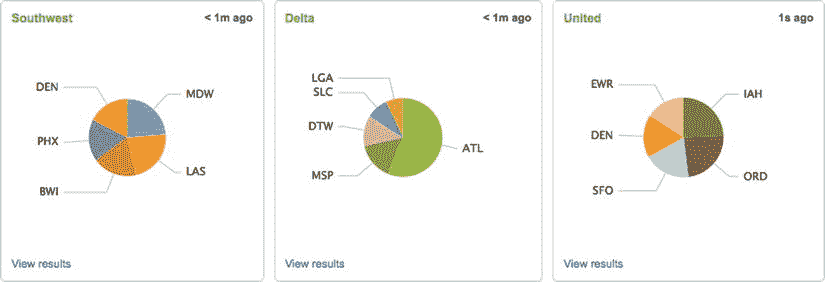 Southwest
< 1m ago
DEN
MDW
PHX
LAS
BWI
View results
Delta
< 1m ago
LGA
SLC
DTW
ATL
MSP
View results
United
1s ago
EWR
IAH
DEN
ORD
SFO
View results